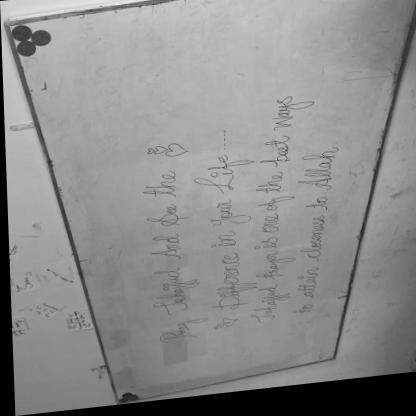 Pray Tahajjud And See the
Difference in Your Life......
Tahajjud Prayer is one of the best ways
to attain closeness to Allah